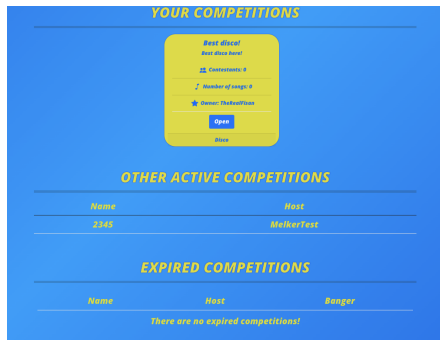 YOUR COMPETITIONS
Best disco!
Best disco here!
Contestants: 0
Number of songs: 0
Owner: TheRealFison
Open
Disco
OTHER ACTIVE COMPETITIONS
Name Host
2345 MelkerTest
EXPIRED COMPETITIONS
Name Host Banger
There are no expired competitions!